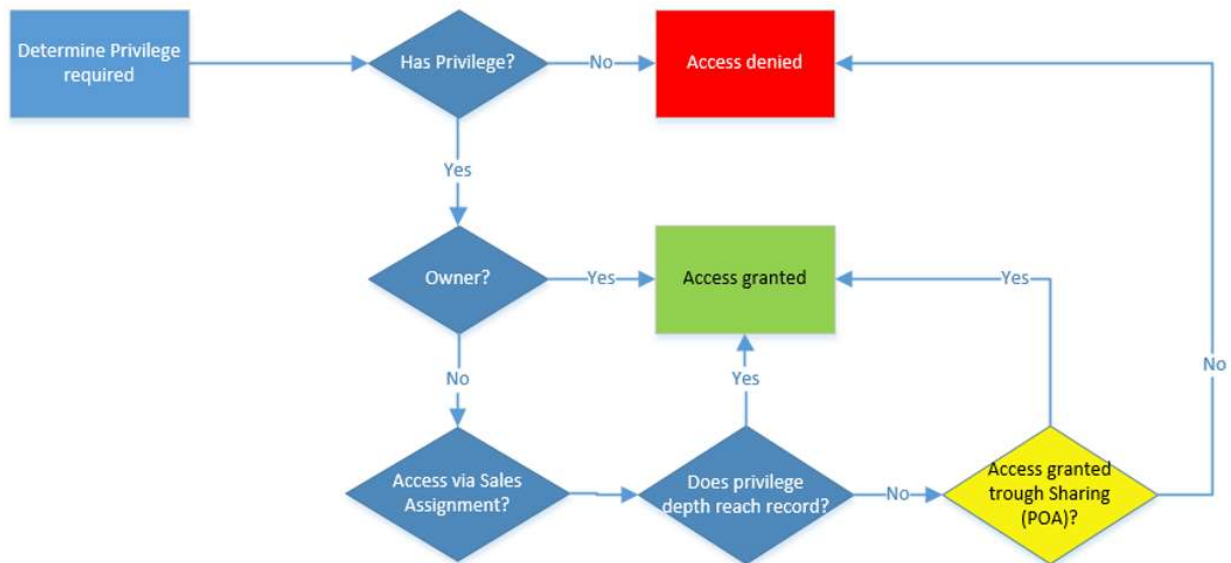 Determine Privilege
required
Has Privilege?
No
Access denied
Yes
Owner?
Yes
Access granted
Yes
No
No
Yes
Access via Sales
Assignment?
Does privilege
depth reach record?
No
Access granted
trough Sharing
(POA)?